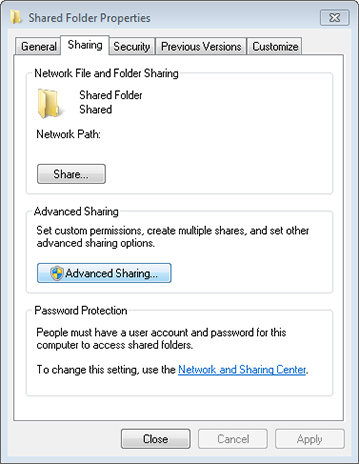 Shared Folder Properties
General Sharing Security Previous Versions Customize
Network File and Folder Sharing
Shared Folder
Shared
Network Path:
Share...
Advanced Sharing
Set custom permissions, create multiple shares, and set other
advanced sharing options.
Advanced Sharing...
Password Protection
People must have a user account and password for this
computer to access shared folders.
To change this setting, use the Network and Sharing Center.
Close Cancel Apply